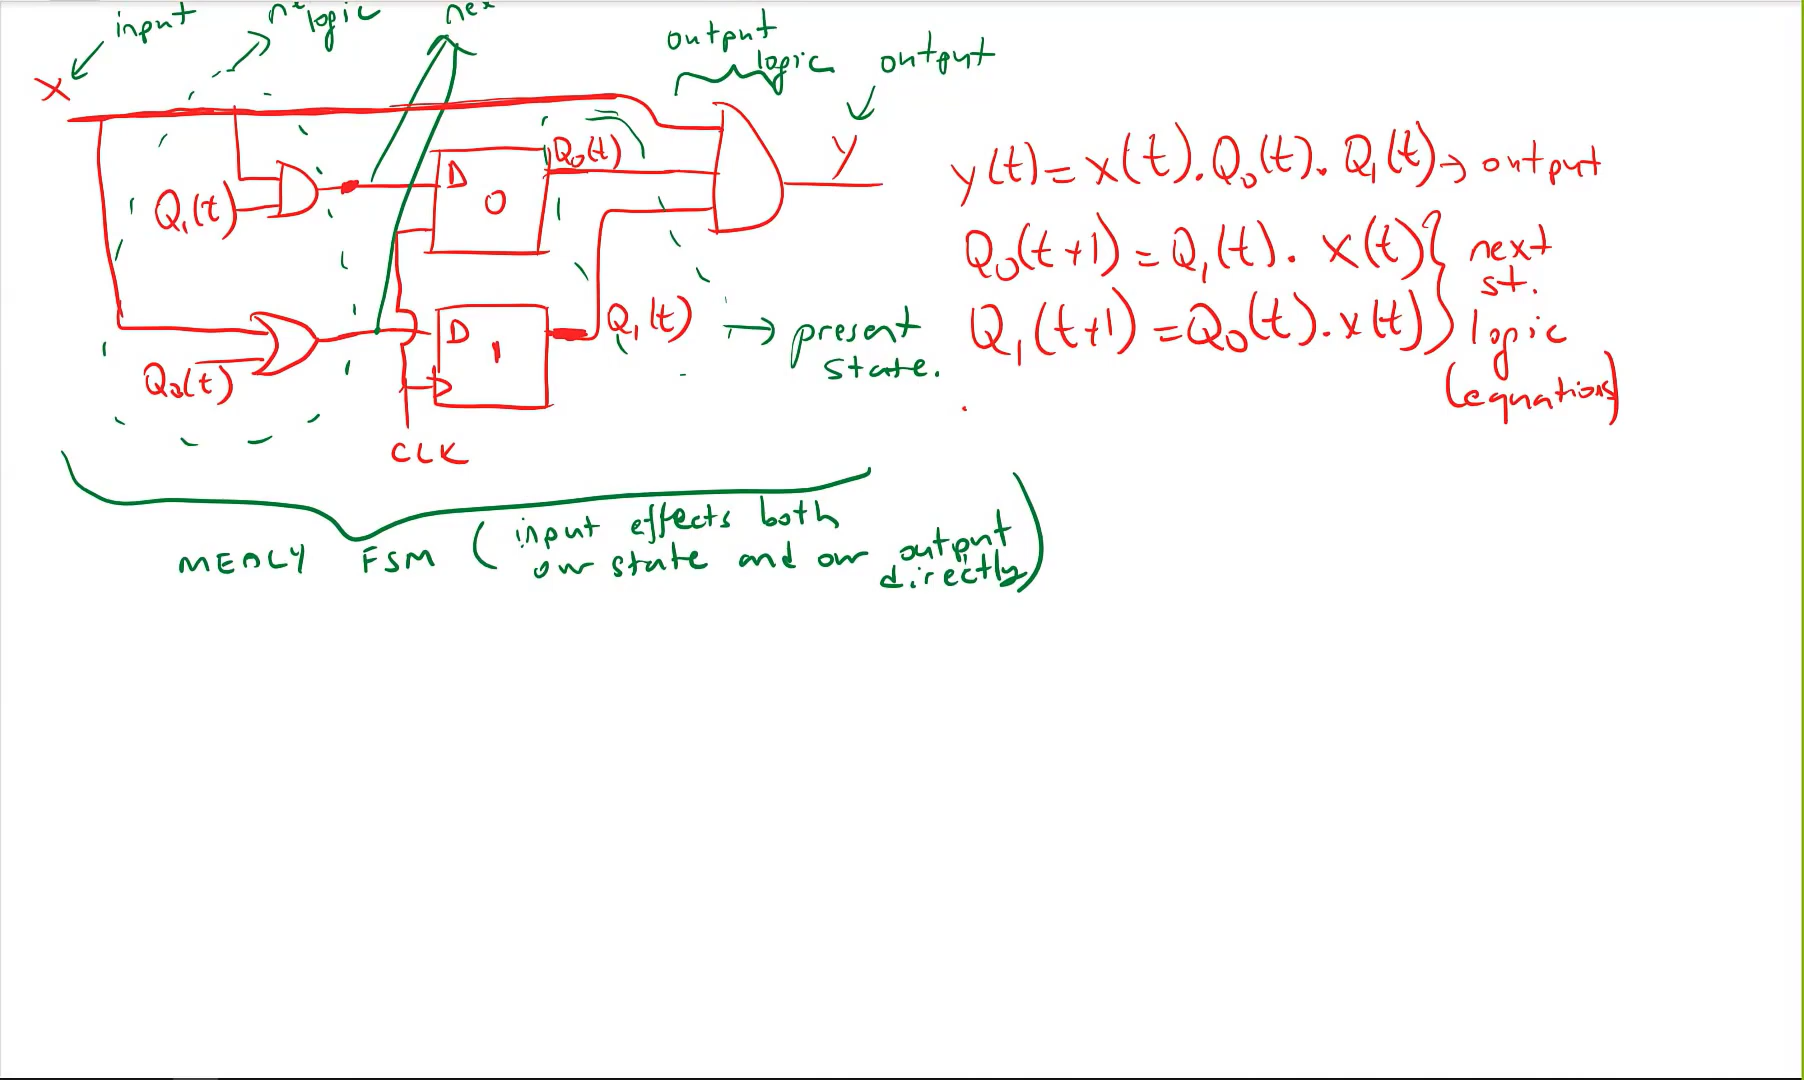 input
logic
output
logic
output
X
Q₀(t)
y
D
0
Q₁(t)
D
1
Q₁(t)
→ present
state.
Q₀(t)
CLK
MEALY FSM (input effects both
our state and our output
directly)
y(t) = x(t) . Q₀(t) . Q₁(t) → output
Q₀(t+1) = Q₁(t) . x(t) } next
st.
Q₁(t+1) = Q₀(t) . x(t) } logic
(equations)